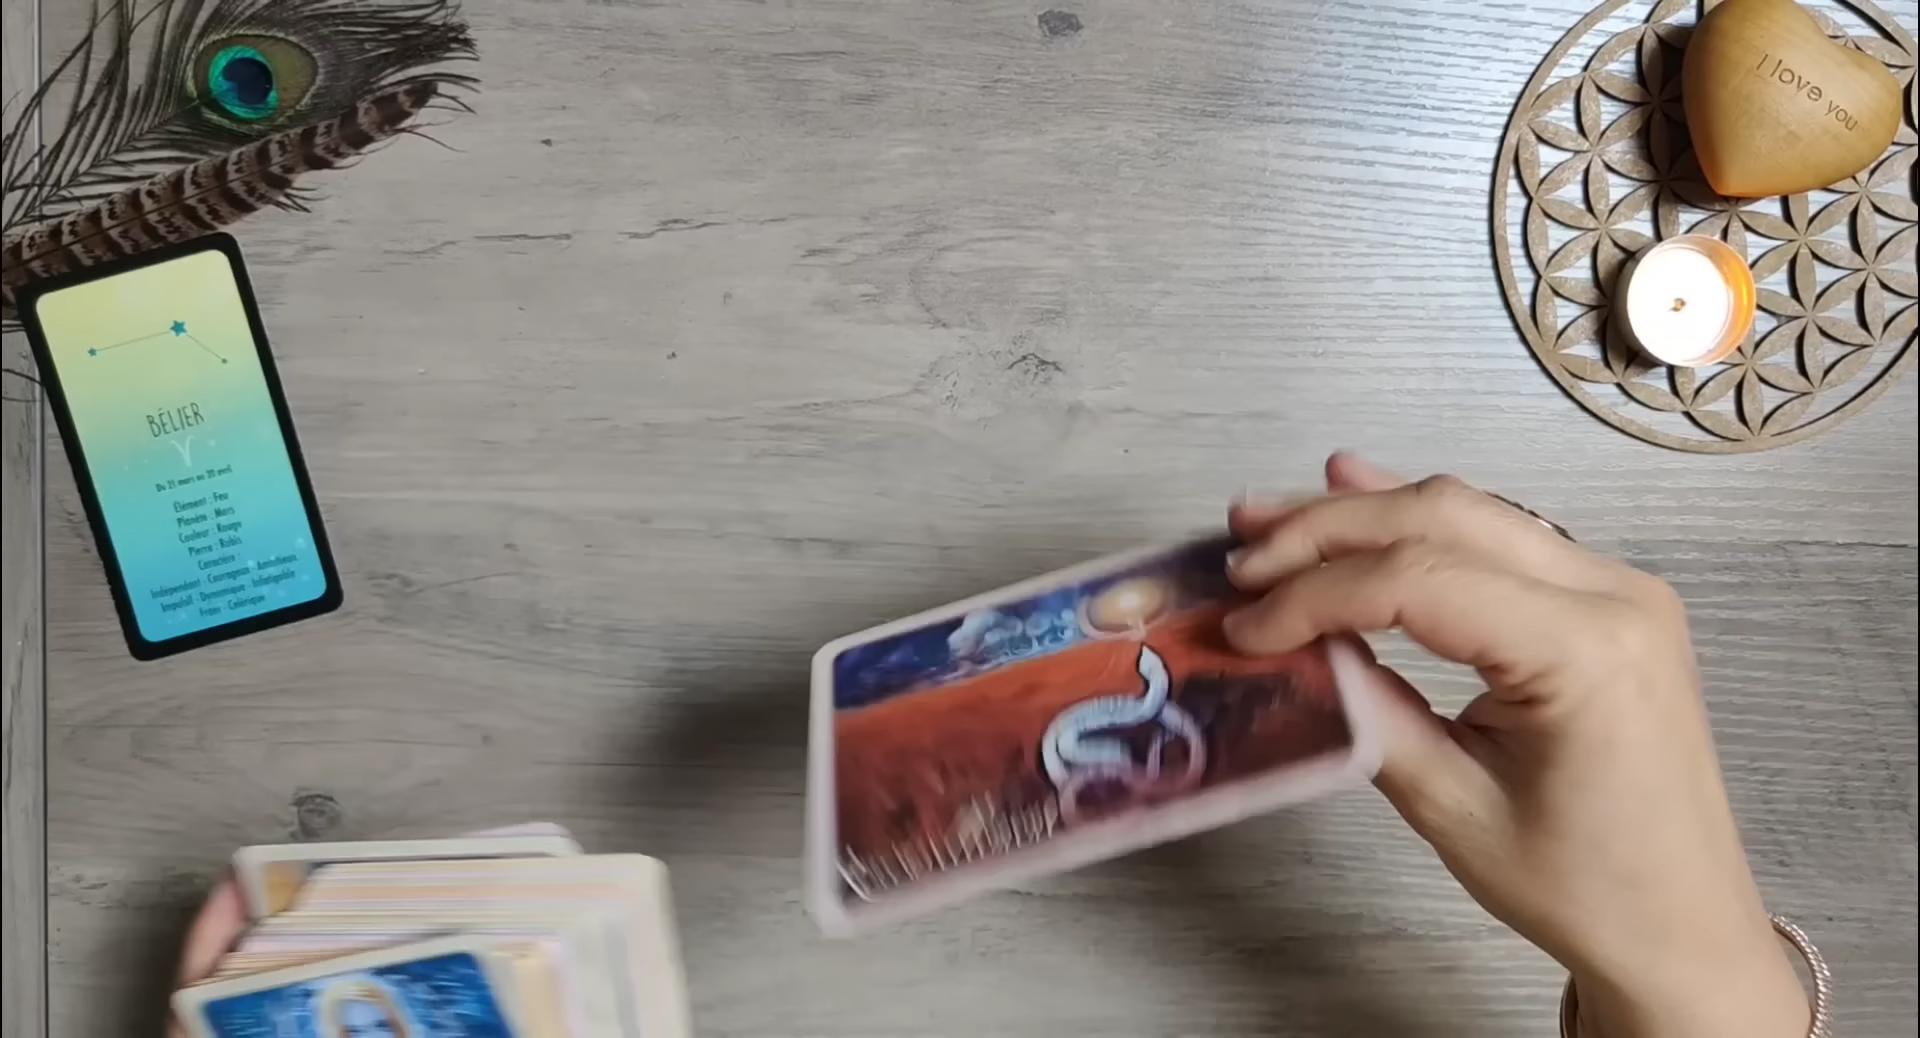 I love you
BÉLIER
Du 21 mars au 20 avril
Élément : Feu
Planète : Mars
Couleur : Rouge
Pierre : Rubis
Caractère :
Indépendant - Courageux - Ambitieux
Impulsif - Dynamique - Infatigable
Franc - Colérique